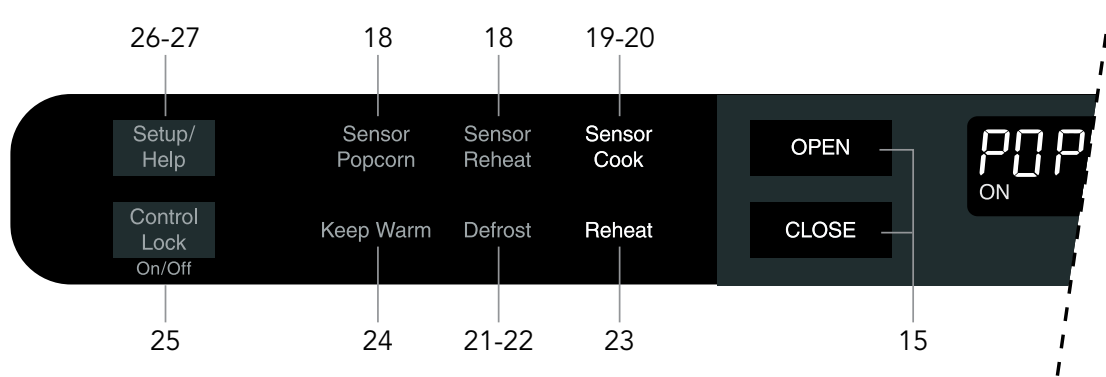 26-27 18 18 19-20
Setup/ Sensor Sensor Sensor OPEN POP
Help Popcorn Reheat Cook ON
Control Keep Warm Defrost Reheat CLOSE
Lock
On/Off
25 24 21-22 23 15